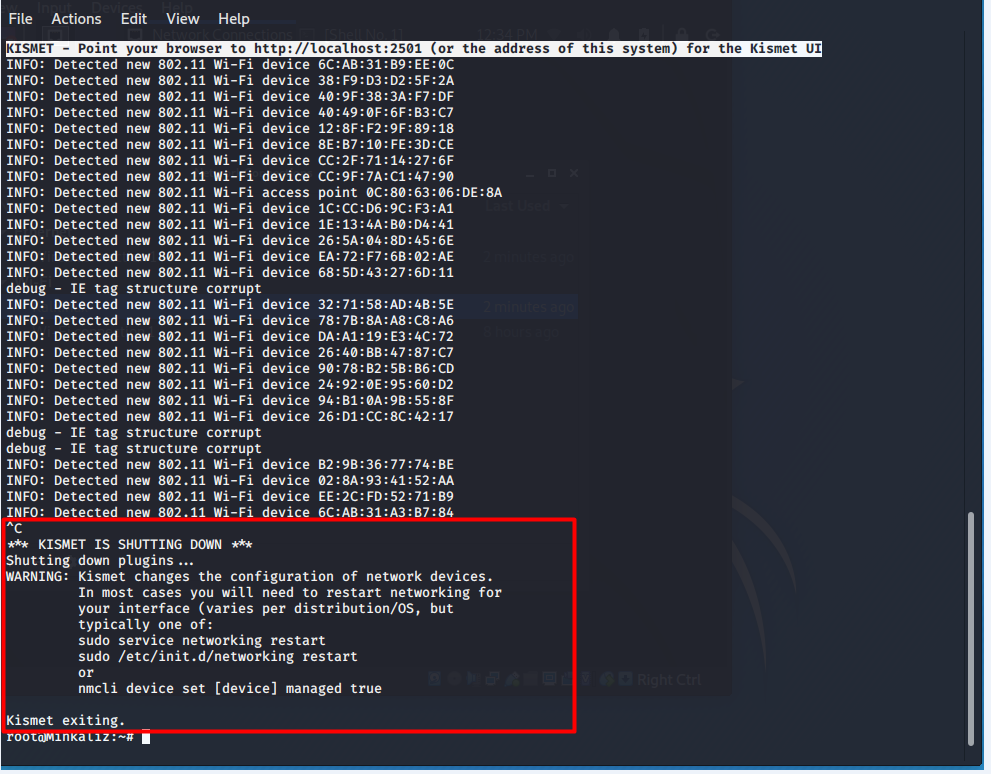 File Actions Edit View Help
KISMET - Point your browser to http://localhost:2501 (or the address of this system) for the Kismet UI
INFO: Detected new 802.11 Wi-Fi device 6C:AB:31:B9:EE:0C
INFO: Detected new 802.11 Wi-Fi device 38:F9:D3:D2:5F:2A
INFO: Detected new 802.11 Wi-Fi device 40:9F:38:3A:F7:DF
INFO: Detected new 802.11 Wi-Fi device 40:49:0F:6F:B3:C7
INFO: Detected new 802.11 Wi-Fi device 12:8F:F2:9F:89:18
INFO: Detected new 802.11 Wi-Fi device 8E:B7:10:FE:3D:CE
INFO: Detected new 802.11 Wi-Fi device CC:2F:71:14:27:6F
INFO: Detected new 802.11 Wi-Fi device CC:9F:7A:C1:47:90
INFO: Detected new 802.11 Wi-Fi access point 0C:80:63:06:DE:8A
INFO: Detected new 802.11 Wi-Fi device 1C:CC:D6:9C:F3:A1
Last Used
INFO: Detected new 802.11 Wi-Fi device 1E:13:4A:B0:D4:41
INFO: Detected new 802.11 Wi-Fi device 26:5A:04:8D:45:6E
INFO: Detected new 802.11 Wi-Fi device EA:72:F7:6B:02:AE
2 minutes ago
INFO: Detected new 802.11 Wi-Fi device 68:5D:43:27:6D:11
debug - IE tag structure corrupt
INFO: Detected new 802.11 Wi-Fi device 32:71:58:AD:4B:5E
2 minutes ago
INFO: Detected new 802.11 Wi-Fi device 78:7B:8A:A8:C8:A6
INFO: Detected new 802.11 Wi-Fi device DA:A1:19:E3:4C:72
hours ago
INFO: Detected new 802.11 Wi-Fi device 26:40:BB:47:87:C7
INFO: Detected new 802.11 Wi-Fi device 90:78:B2:5B:B6:CD
INFO: Detected new 802.11 Wi-Fi device 24:92:0E:95:60:D2
INFO: Detected new 802.11 Wi-Fi device 94:B1:0A:9B:55:8F
INFO: Detected new 802.11 Wi-Fi device 26:D1:CC:8C:42:17
debug - IE tag structure corrupt
debug - IE tag structure corrupt
INFO: Detected new 802.11 Wi-Fi device B2:9B:36:77:74:BE
INFO: Detected new 802.11 Wi-Fi device 02:8A:93:41:52:AA
INFO: Detected new 802.11 Wi-Fi device EE:2C:FD:52:71:B9
INFO: Detected new 802.11 Wi-Fi device 6C:AB:31:A3:B7:84
^C
*** KISMET IS SHUTTING DOWN ***
Shutting down plugins...
WARNING: Kismet changes the configuration of network devices.
In most cases you will need to restart networking for
your interface (varies per distribution/OS, but
typically one of:
sudo service networking restart
sudo /etc/init.d/networking restart
or
nmcli device set [device] managed true
Right Ctrl
Kismet exiting.
root@Minkaliz:~#